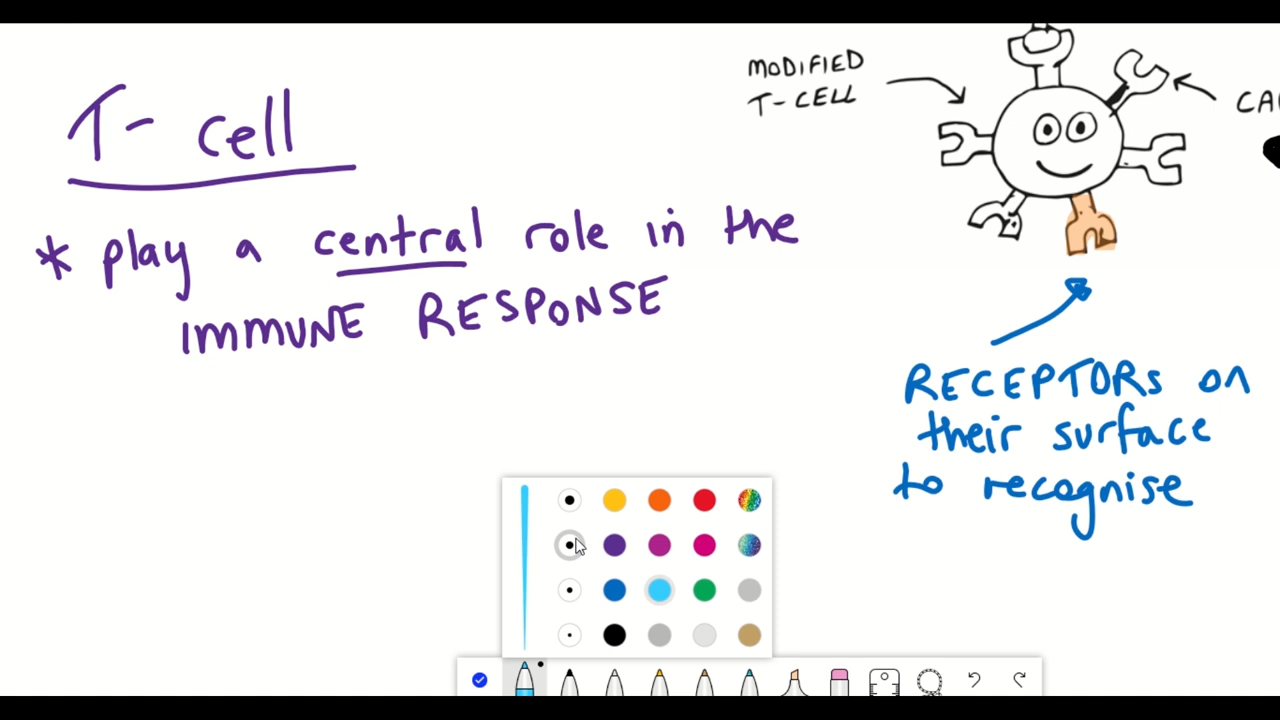 T- cell
* play a central role in the
IMMUNE RESPONSE
MODIFIED
T-CELL
RECEPTORS on
their surface
to recognise